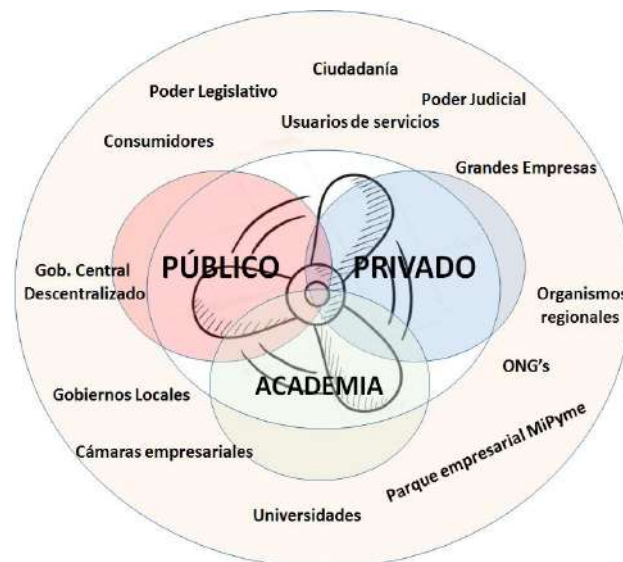 Ciudadanía
Poder Legislativo
Poder Judicial
Usuarios de servicios
Consumidores
Grandes Empresas
PÚBLICO
PRIVADO
Gob. Central
Descentralizado
Organismos
regionales
ONG's
ACADEMIA
Gobiernos Locales
Cámaras empresariales
Parque empresarial MiPyme
Universidades